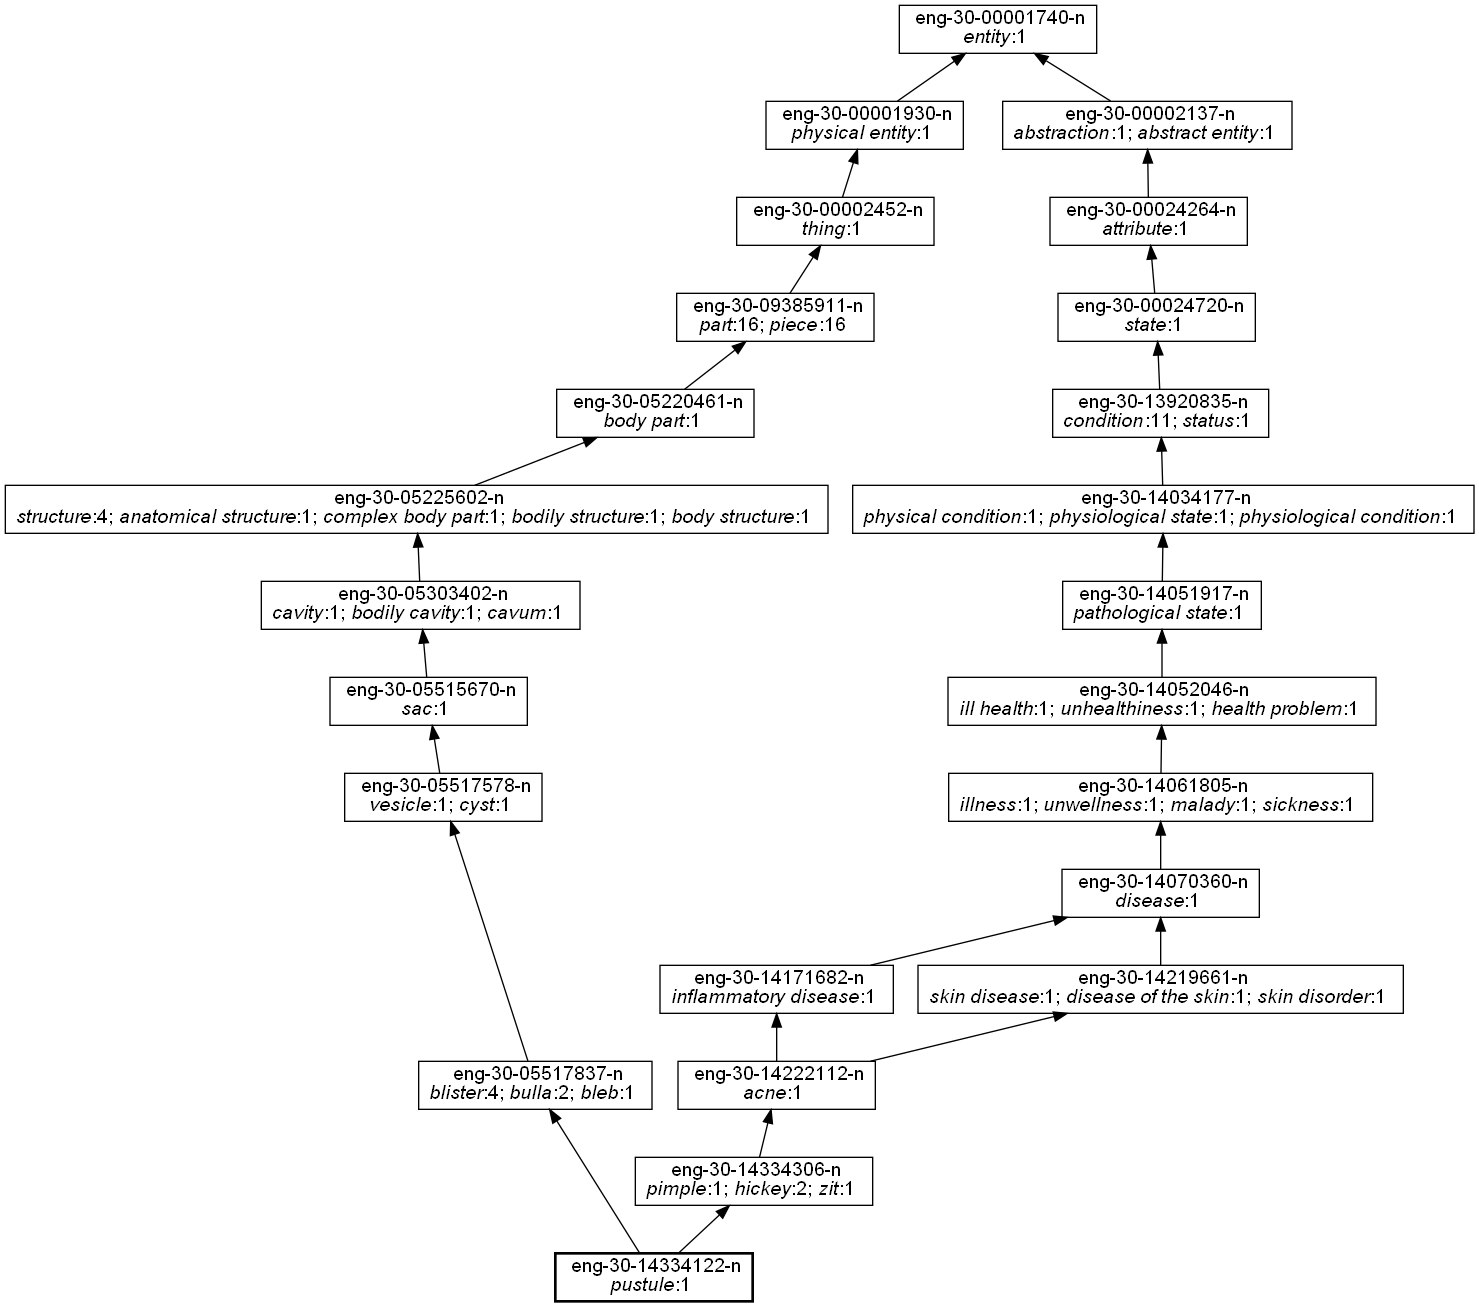 eng-30-00001740-n
entity:1
eng-30-00001930-n
physical entity:1
eng-30-00002137-n
abstraction:1; abstract entity:1
eng-30-00002452-n
thing:1
eng-30-00024264-n
attribute:1
eng-30-09385911-n
part:16; piece:16
eng-30-00024720-n
state:1
eng-30-05220461-n
body part:1
eng-30-13920835-n
condition:11; status:1
eng-30-05225602-n
structure:4; anatomical structure:1; complex body part:1; bodily structure:1; body structure:1
eng-30-14034177-n
physical condition:1; physiological state:1; physiological condition:1
eng-30-05303402-n
cavity:1; bodily cavity:1; cavum:1
eng-30-14051917-n
pathological state:1
eng-30-05515670-n
sac:1
eng-30-14052046-n
ill health:1; unhealthiness:1; health problem:1
eng-30-05517578-n
vesicle:1; cyst:1
eng-30-14061805-n
illness:1; unwellness:1; malady:1; sickness:1
eng-30-14070360-n
disease:1
eng-30-14171682-n
inflammatory disease:1
eng-30-14219661-n
skin disease:1; disease of the skin:1; skin disorder:1
eng-30-05517837-n
blister:4; bulla:2; bleb:1
eng-30-14222112-n
acne:1
eng-30-14334306-n
pimple:1; hickey:2; zit:1
eng-30-14334122-n
pustule:1